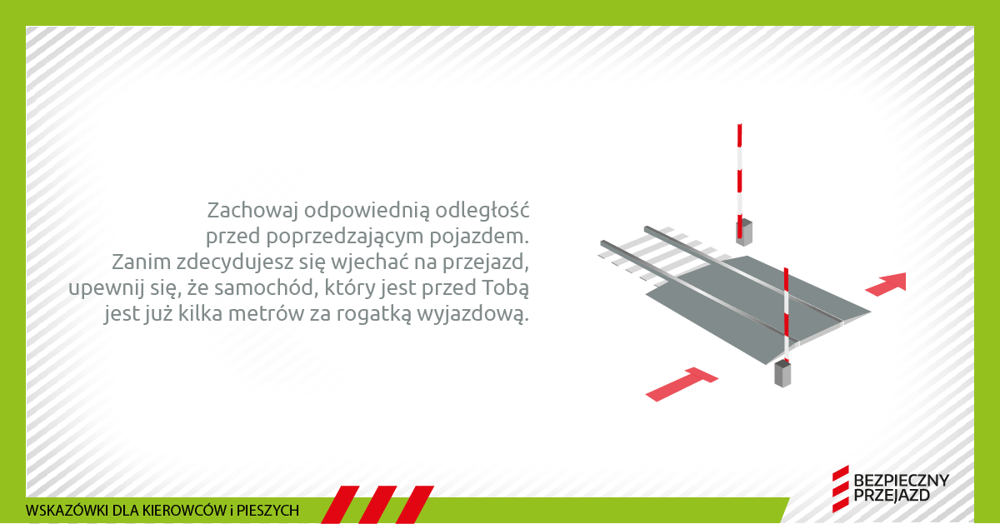 Zachowaj odpowiednią odległość
przed poprzedzającym pojazdem.
Zanim zdecydujesz się wjechać na przejazd,
upewnij się, że samochód, który jest przed Tobą
jest już kilka metrów za rogatką wyjazdową.
WSKAZÓWKI DLA KIEROWCÓW i PIESZYCH
BEZPIECZNY
PRZEJAZD